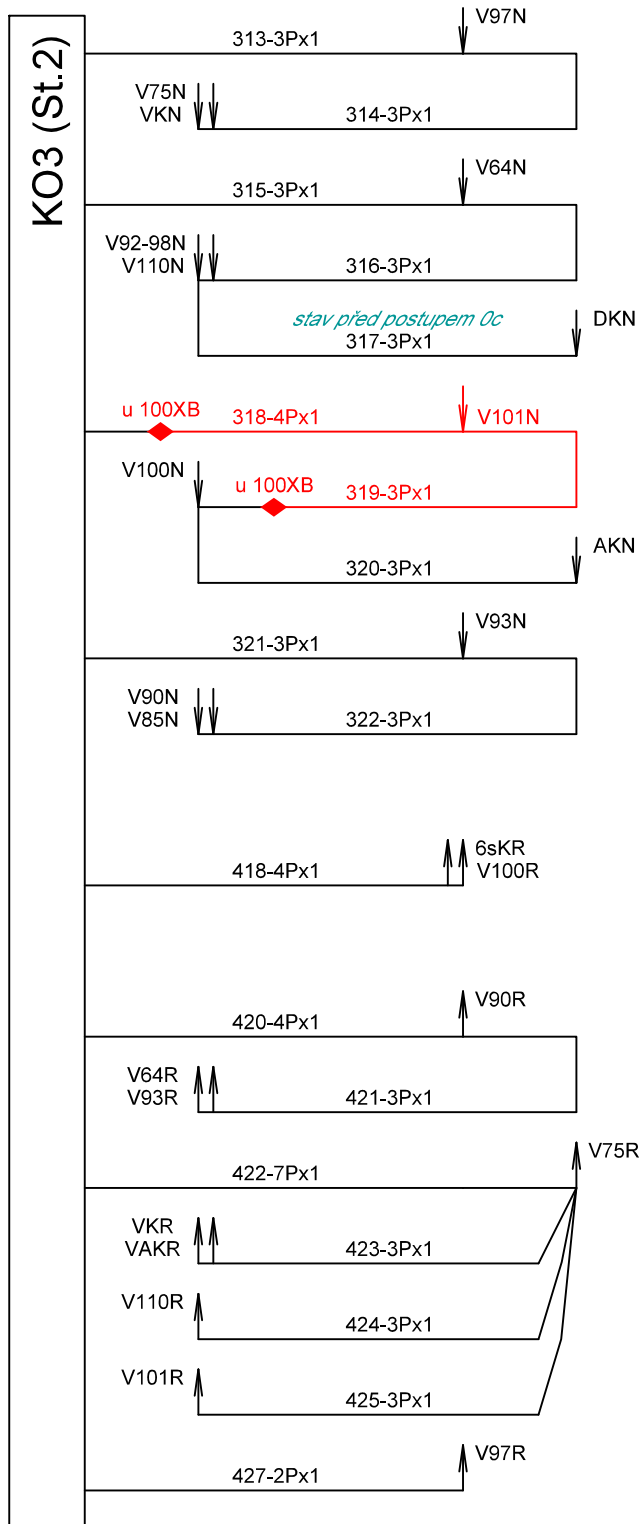 KO3 (St.2)
V97N
313-3Px1
V75N
VKN
314-3Px1
V64N
315-3Px1
V92-98N
V110N
316-3Px1
stav před postupem 0c
DKN
317-3Px1
u 100XB
318-4Px1
V101N
V100N
u 100XB
319-3Px1
AKN
320-3Px1
V93N
321-3Px1
V90N
V85N
322-3Px1
6sKR
V100R
418-4Px1
V90R
420-4Px1
V64R
V93R
421-3Px1
V75R
422-7Px1
VKR
VAKR
423-3Px1
V110R
424-3Px1
V101R
425-3Px1
V97R
427-2Px1